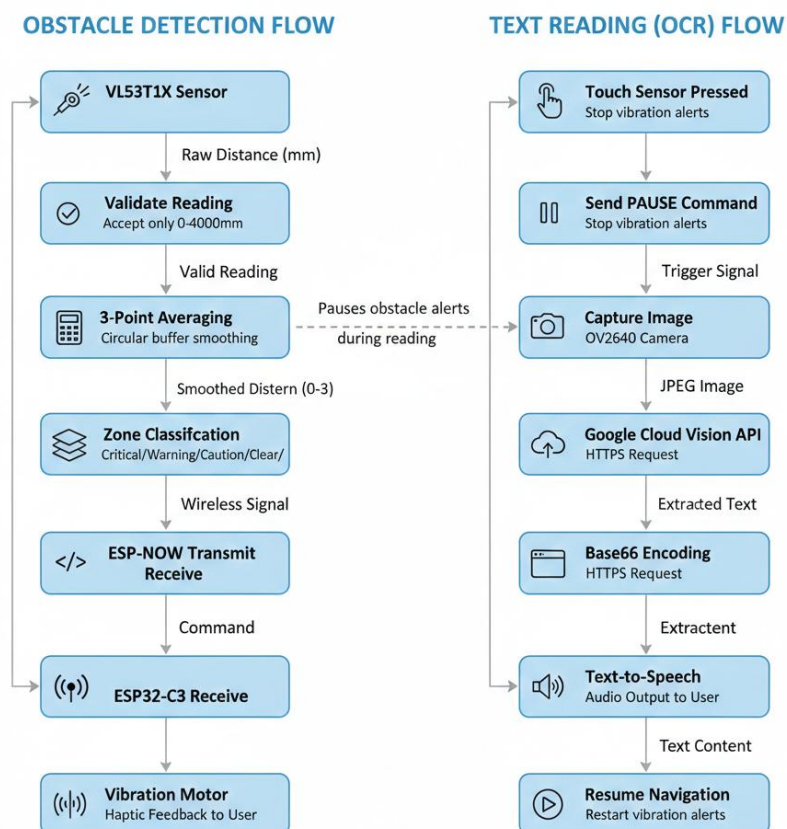 OBSTACLE DETECTION FLOW
VL53T1X Sensor
Raw Distance (mm)
Validate Reading
Accept only 0-4000mm
Valid Reading
3-Point Averaging
Circular buffer smoothing
Pauses obstacle alerts
during reading
Smoothed Distern (0-3)
Zone Classifcation
Critical/Warning/Caution/Clear/
Wireless Signal
</> ESP-NOW Transmit
Receive
Command
ESP32-C3 Receive
Vibration Motor
Haptic Feedback to User
TEXT READING (OCR) FLOW
Touch Sensor Pressed
Stop vibration alerts
Send PAUSE Command
Stop vibration alerts
Trigger Signal
Capture Image
OV2640 Camera
JPEG Image
Google Cloud Vision API
HTTPS Request
Extracted Text
Base66 Encoding
HTTPS Request
Extractent
Text-to-Speech
Audio Output to User
Text Content
Resume Navigation
Restart vibration alerts